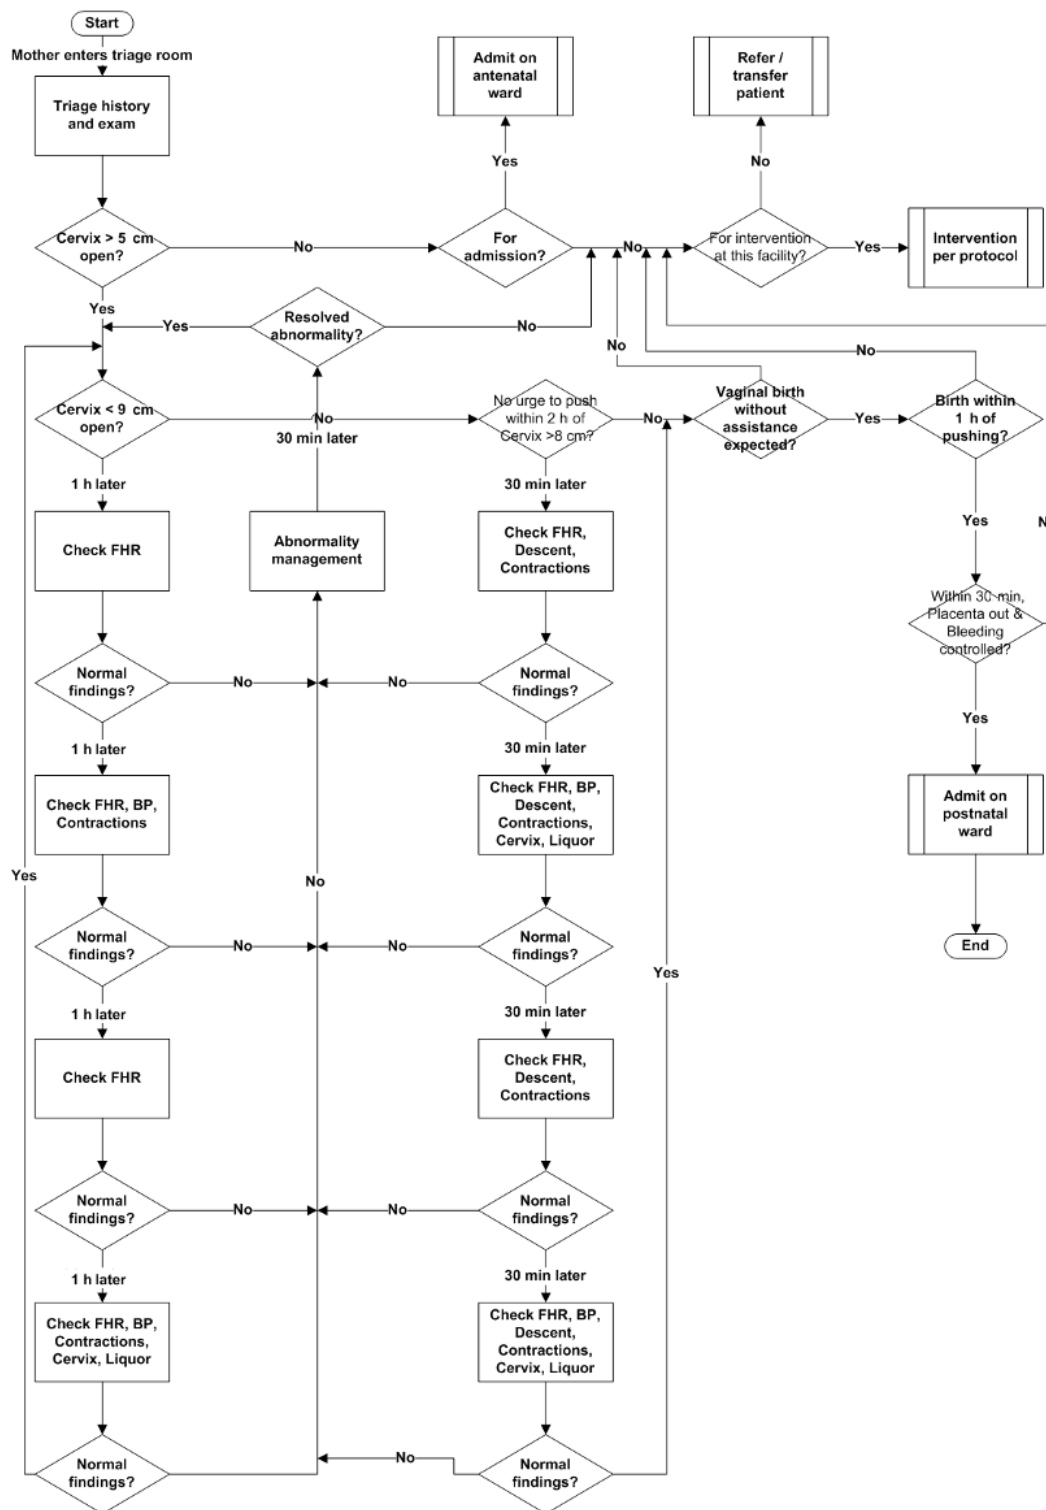 Start
Mother enters triage room
Triage history
and exam
Admit on
antenatal
ward
Refer /
transfer
patient
Yes
No
Cervix > 5 cm
open?
No
For
admission?
No
For intervention
at this facility?
Yes
Intervention
per protocol
Yes
Yes
Resolved
abnormality?
No
No
No
Cervix < 9 cm
open?
No
30 min later
No urge to push
within 2 h of
Cervix >8 cm?
No
Vaginal birth
without
assistance
expected?
Yes
Birth within
1 h of
pushing?
1 h later
30 min later
Check FHR
Abnormality
management
Check FHR,
Descent,
Contractions
Yes
N
Within 30 min,
Placenta out &
Bleeding
controlled?
Normal
findings?
No
No
Normal
findings?
Yes
1 h later
30 min later
Check FHR, BP,
Contractions
Check FHR, BP,
Descent,
Contractions,
Cervix, Liquor
Admit on
postnatal
ward
Yes
No
Normal
findings?
No
No
Normal
findings?
End
Yes
1 h later
30 min later
Check FHR
Check FHR,
Descent,
Contractions
Normal
findings?
No
No
Normal
findings?
1 h later
30 min later
Check FHR, BP,
Contractions,
Cervix, Liquor
Check FHR, BP,
Descent,
Contractions,
Cervix, Liquor
Normal
findings?
No
Normal
findings?